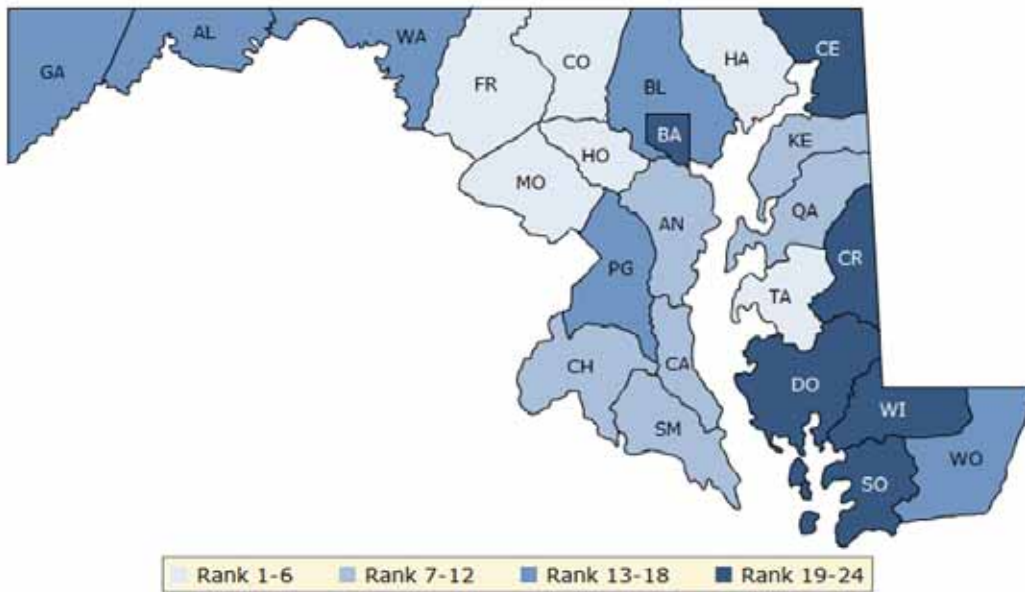 GA
AL
WA
FR
CO
BL
HA
CE
BA
KE
HO
MO
AN
QA
CR
PG
TA
CH
CA
DO
WI
SM
WO
SO
Rank 1-6 Rank 7-12 Rank 13-18 Rank 19-24